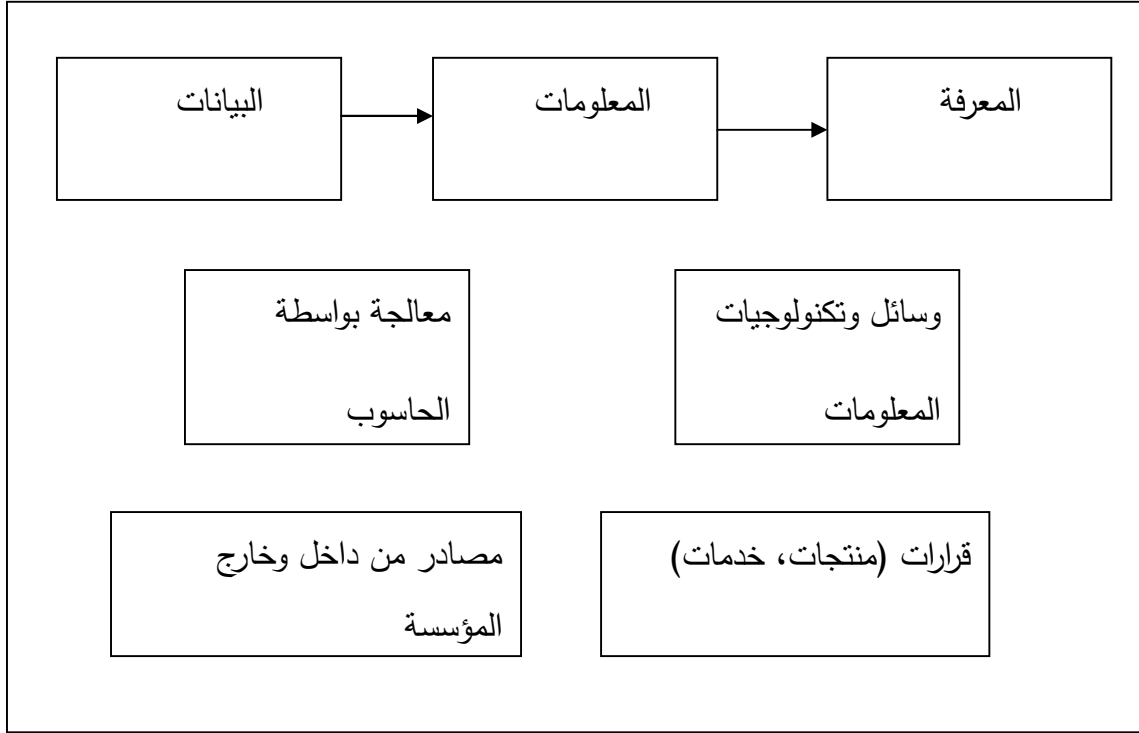 البيانات
المعلومات
المعرفة
معالجة بواسطة
الحاسوب
وسائل وتكنولوجيات
المعلومات
مصادر من داخل وخارج
المؤسسة
قرارات (منتجات، خدمات)